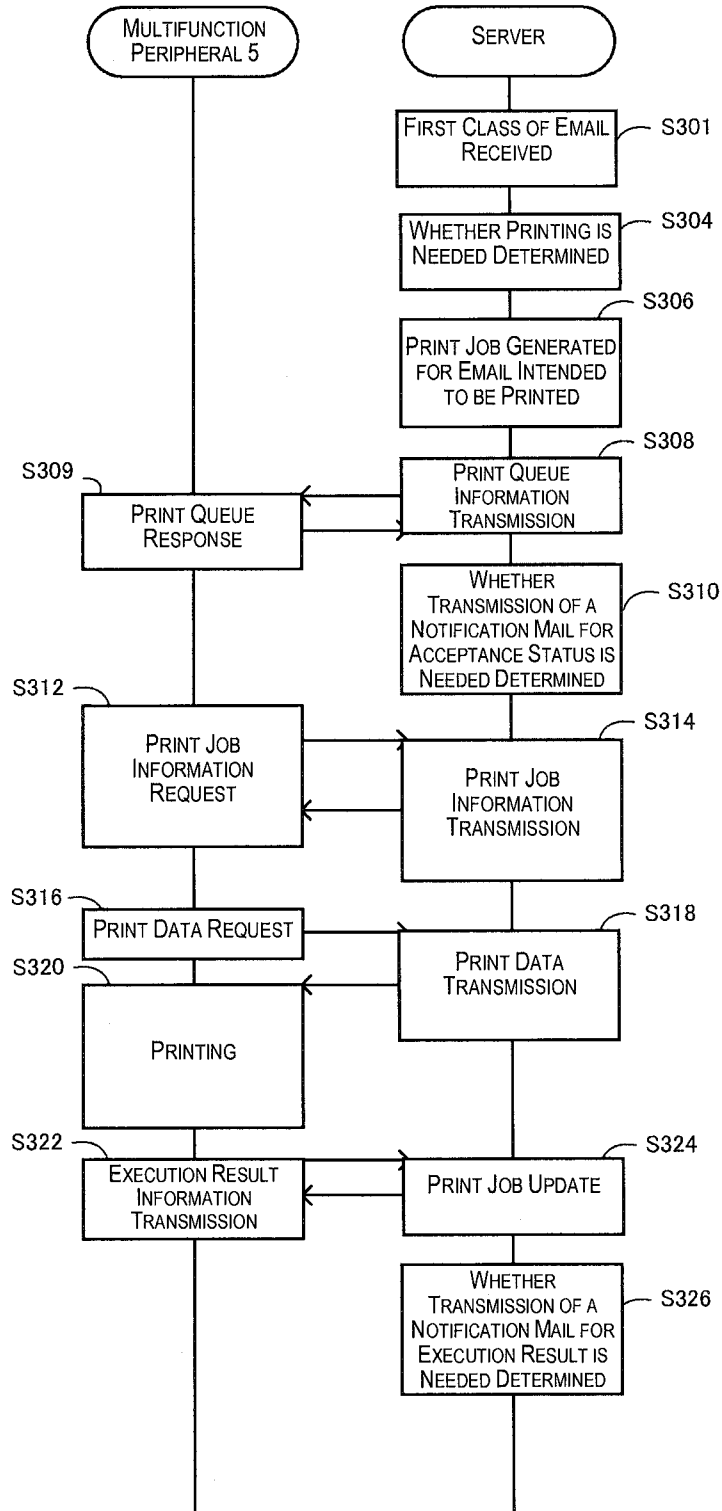 MULTIFUNCTION
PERIPHERAL 5
SERVER
FIRST CLASS OF EMAIL
RECEIVED
S301
WHETHER PRINTING IS
NEEDED DETERMINED
S304
PRINT JOB GENERATED
FOR EMAIL INTENDED
TO BE PRINTED
S306
PRINT QUEUE
INFORMATION
TRANSMISSION
S308
S309
PRINT QUEUE
RESPONSE
WHETHER
TRANSMISSION OF A
NOTIFICATION MAIL FOR
ACCEPTANCE STATUS IS
NEEDED DETERMINED
S310
S312
PRINT JOB
INFORMATION
REQUEST
S314
PRINT JOB
INFORMATION
TRANSMISSION
S316
PRINT DATA REQUEST
S318
PRINT DATA
TRANSMISSION
S320
PRINTING
S322
EXECUTION RESULT
INFORMATION
TRANSMISSION
S324
PRINT JOB UPDATE
WHETHER
TRANSMISSION OF A
NOTIFICATION MAIL FOR
EXECUTION RESULT IS
NEEDED DETERMINED
S326